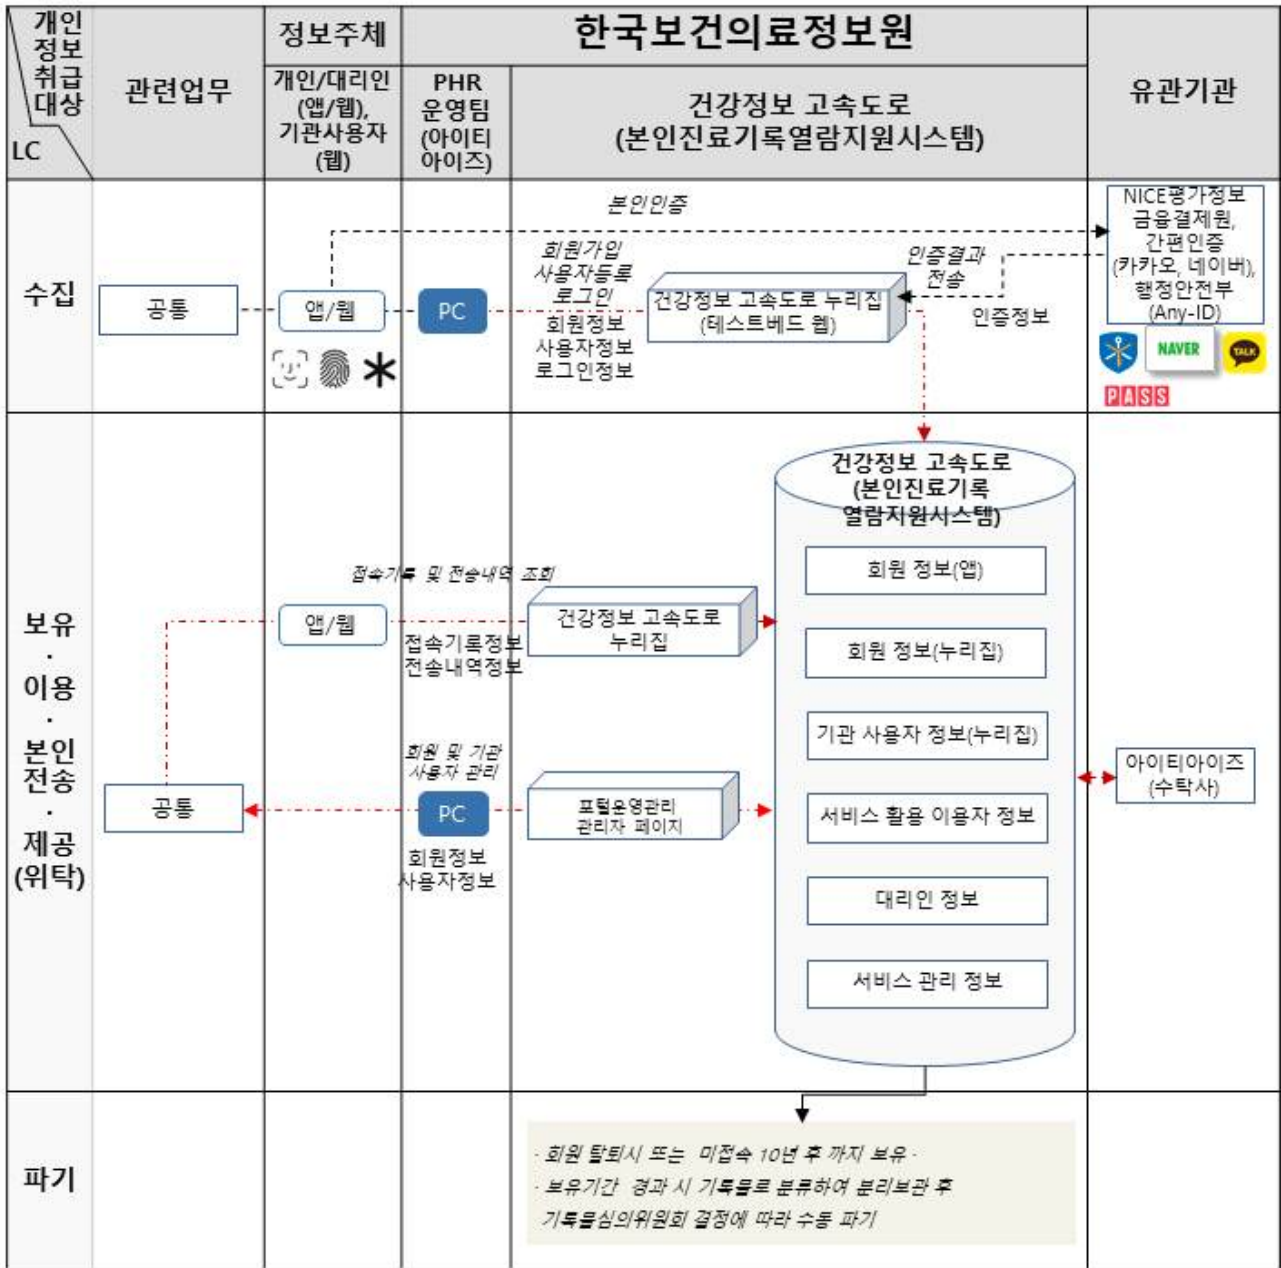 개인
정보
취급
대상
LC
관련업무
정보주체
개인/대리인
(앱/웹),
기관사용자
(웹)
한국보건의료정보원
PHR
운영팀
(아이티
아이즈)
건강정보 고속도로
(본인진료기록열람지원시스템)
유관기관
수집
공통
앱/웹
PC
본인인증
회원가입
사용자등록
로그인
회원정보
사용자정보
로그인정보
건강정보 고속도로 누리집
(테스트베드 웹)
인증결과
전송
인증정보
NICE평가정보
금융결제원,
간편인증
(카카오, 네이버),
행정안전부
(Any-ID)
NAVER
TALK
PASS
보유
·
이용
·
본인
전송
·
제공
(위탁)
공통
앱/웹
접속기록 및 전송내역 조회
접속기록정보
전송내역정보
건강정보 고속도로
누리집
회원 및 기관
사용자 관리
PC
회원정보
사용자정보
포털운영관리
관리자 페이지
건강정보 고속도로
(본인진료기록
열람지원시스템)
회원 정보(앱)
회원 정보(누리집)
기관 사용자 정보(누리집)
서비스 활용 이용자 정보
대리인 정보
서비스 관리 정보
아이티아이즈
(수탁사)
파기
· 회원 탈퇴시 또는 미접속 10년 후 까지 보유 ·
· 보유기간 경과 시 기록물로 분류하여 분리보관 후
기록물심의위원회 결정에 따라 수동 파기